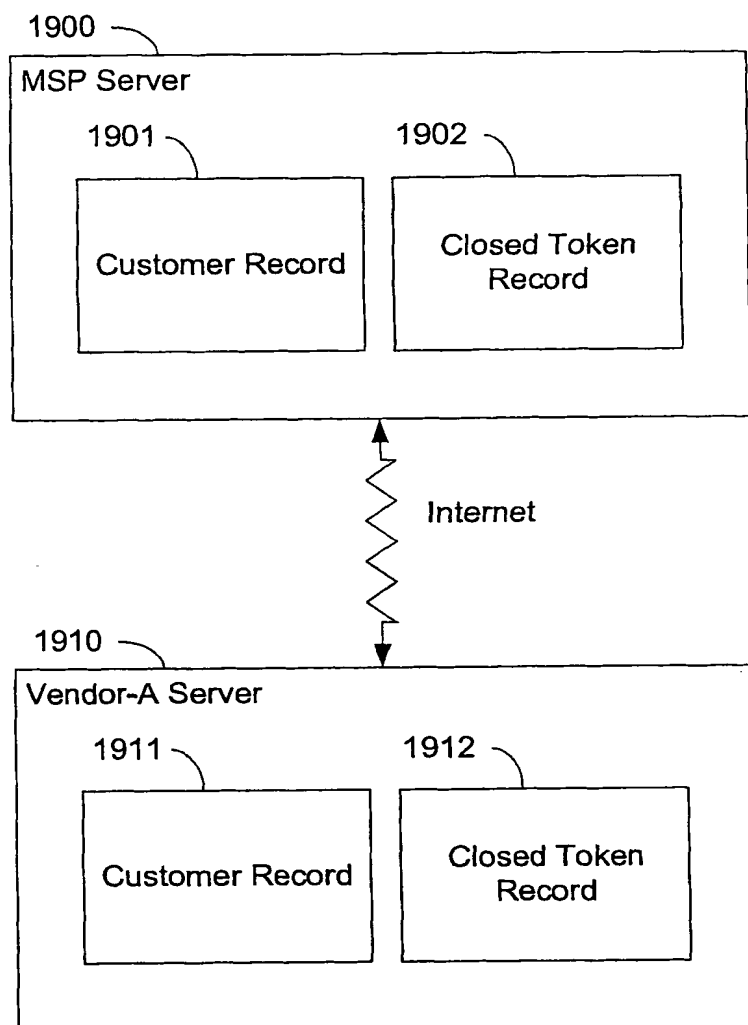 1900
MSP Server
1901
1902
Customer Record
Closed Token
Record
Internet
1910
Vendor-A Server
1911
1912
Customer Record
Closed Token
Record